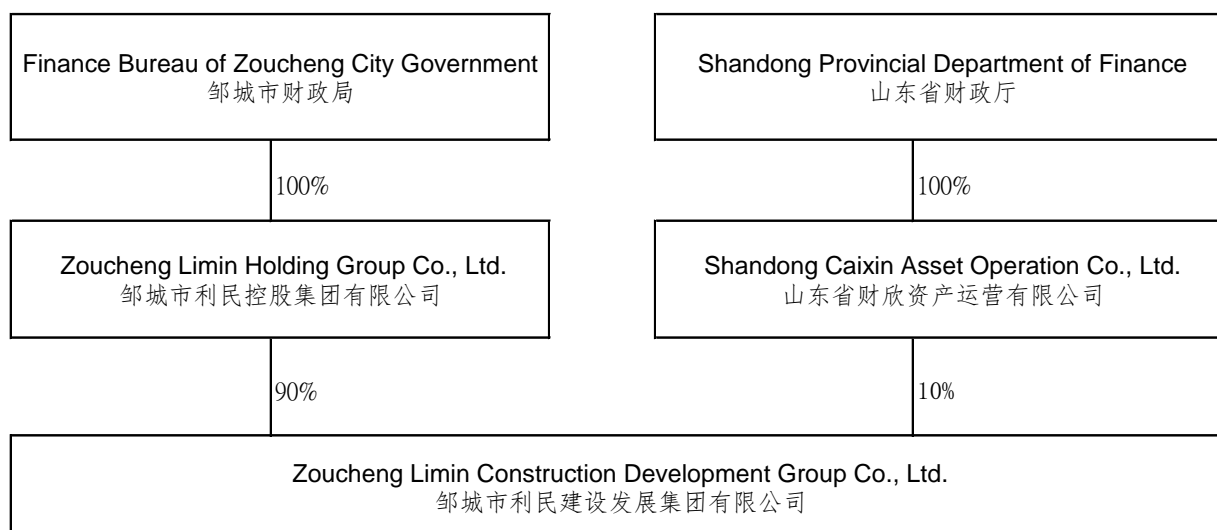 Finance Bureau of Zoucheng City Government
邹城市财政局
Shandong Provincial Department of Finance
山东省财政厅
100%
100%
Zoucheng Limin Holding Group Co., Ltd.
邹城市利民控股集团有限公司
Shandong Caixin Asset Operation Co., Ltd.
山东省财欣资产运营有限公司
90%
10%
Zoucheng Limin Construction Development Group Co., Ltd.
邹城市利民建设发展集团有限公司